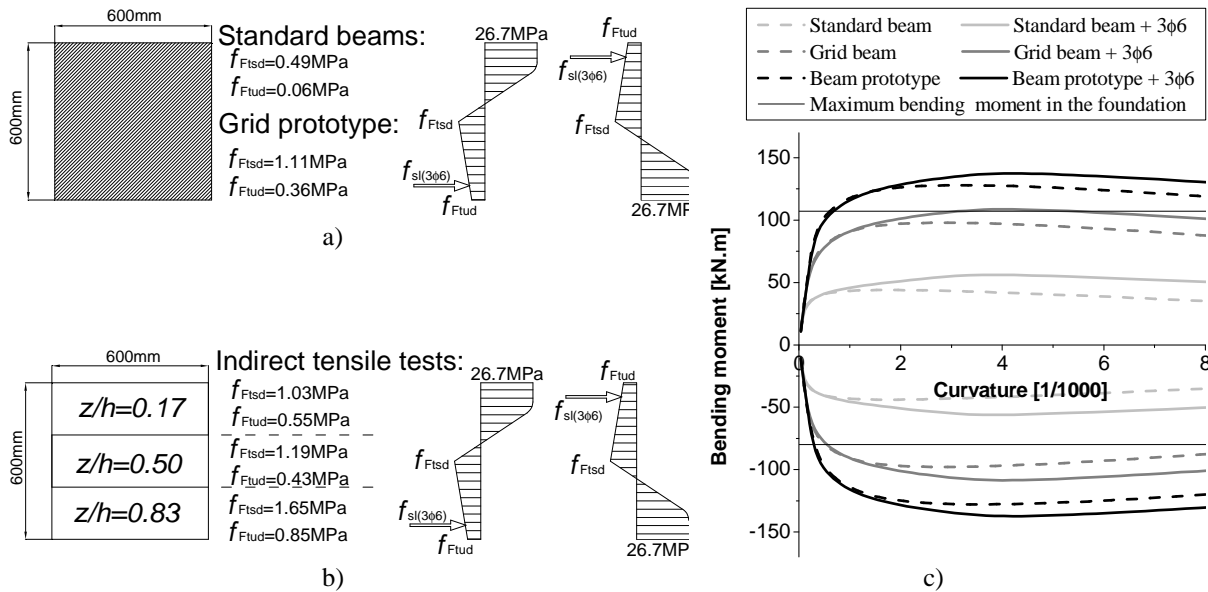 600mm
600mm
Standard beams:
fFtsd=0.49MPa
fFtud=0.06MPa
Grid prototype:
fFtsd=1.11MPa
fFtud=0.36MPa
26.7MPa
fFtsd
fsl(3ϕ6)
fFtud
fFtud
fsl(3ϕ6)
fFtsd
26.7MP
a)
600mm
600mm
z/h=0.17
z/h=0.50
z/h=0.83
Indirect tensile tests:
fFtsd=1.03MPa
fFtud=0.55MPa
fFtsd=1.19MPa
fFtud=0.43MPa
fFtsd=1.65MPa
fFtud=0.85MPa
26.7MPa
fFtsd
fsl(3ϕ6)
fFtud
fFtud
fsl(3ϕ6)
fFtsd
26.7MPa
b)
Standard beam
Standard beam + 3ϕ6
Grid beam
Grid beam + 3ϕ6
Beam prototype
Beam prototype + 3ϕ6
Maximum bending moment in the foundation
150
100
50
0
-50
-100
-150
0 2 4 6 8
Curvature [1/1000]
Bending moment [kN.m]
c)